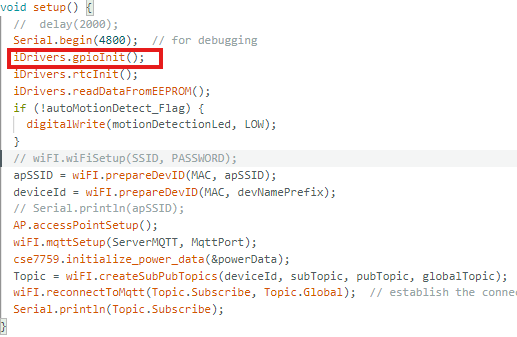 void setup() {
  //  delay(2000);
  Serial.begin(4800);  // for debugging
  iDrivers.gpioInit();
  iDrivers.rtcInit();
  iDrivers.readDataFromEEPROM();
  if (!autoMotionDetect_Flag) {
    digitalWrite(motionDetectionLed, LOW);
  }
  // wiFI.wiFiSetup(SSID, PASSWORD);
  apSSID = wiFI.prepareDevID(MAC, apSSID);
  deviceId = wiFI.prepareDevID(MAC, devNamePrefix);
  // Serial.println(apSSID);
  AP.accessPointSetup();
  wiFI.mqttSetup(ServerMQTT, MqttPort);
  cse7759.initialize_power_data(&powerData);
  Topic = wiFI.createSubPubTopics(deviceId, subTopic, pubTopic, globalTopic);
  wiFI.reconnectToMqtt(Topic.Subscribe, Topic.Global);  // establish the conne
  Serial.println(Topic.Subscribe);
}